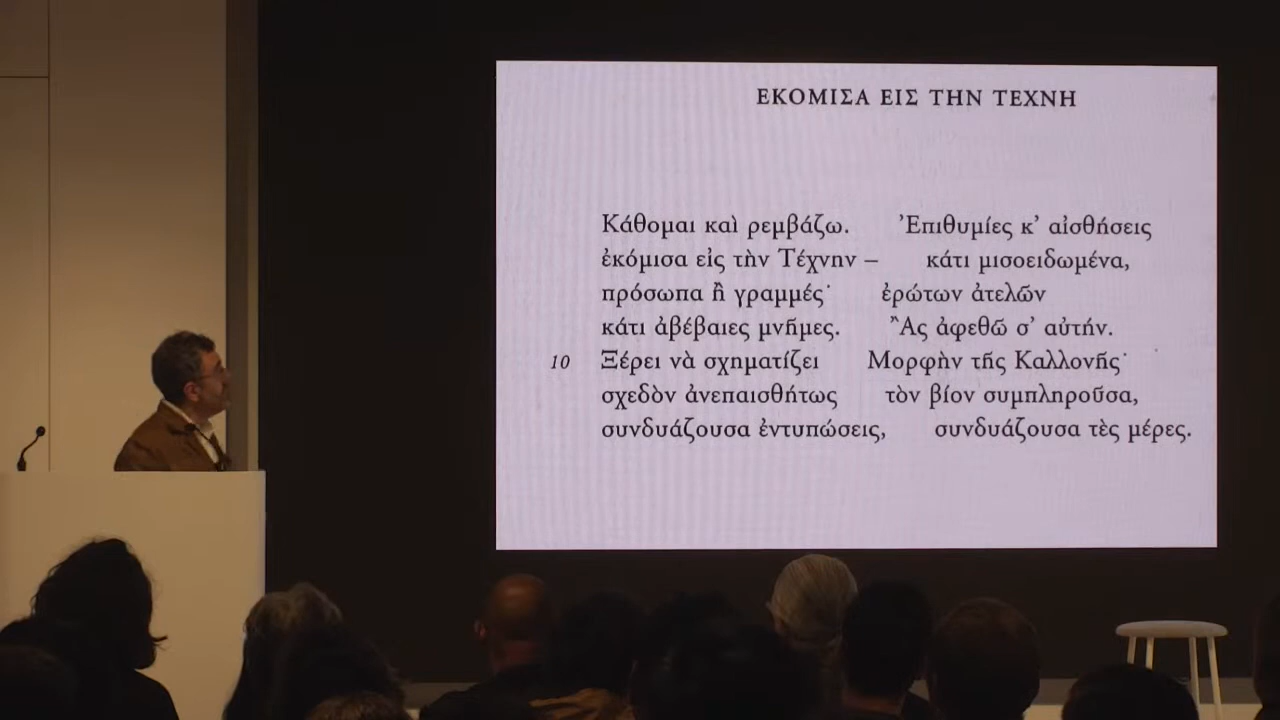 ΕΚΟΜΙΣΑ ΕΙΣ ΤΗΝ ΤΕΧΝΗ
Κάθομαι καὶ ρεμβάζω. Ἐπιθυμίες κ’ αἰσθήσεις
ἐκόμισα εἰς τὴν Τέχνην – κάτι μισοειδωμένα,
πρόσωπα ἢ γραμμές· ἐρώτων ἀτελῶν
κάτι ἀβέβαιες μνῆμες. Ἂς ἀφεθῶ σ’ αὐτήν.
10 Ξέρει νὰ σχηματίζει Μορφὴν τῆς Καλλονῆς·
σχεδὸν ἀνεπαισθήτως τὸν βίον συμπληροῦσα,
συνδυάζουσα ἐντυπώσεις, συνδυάζουσα τὲς μέρες.